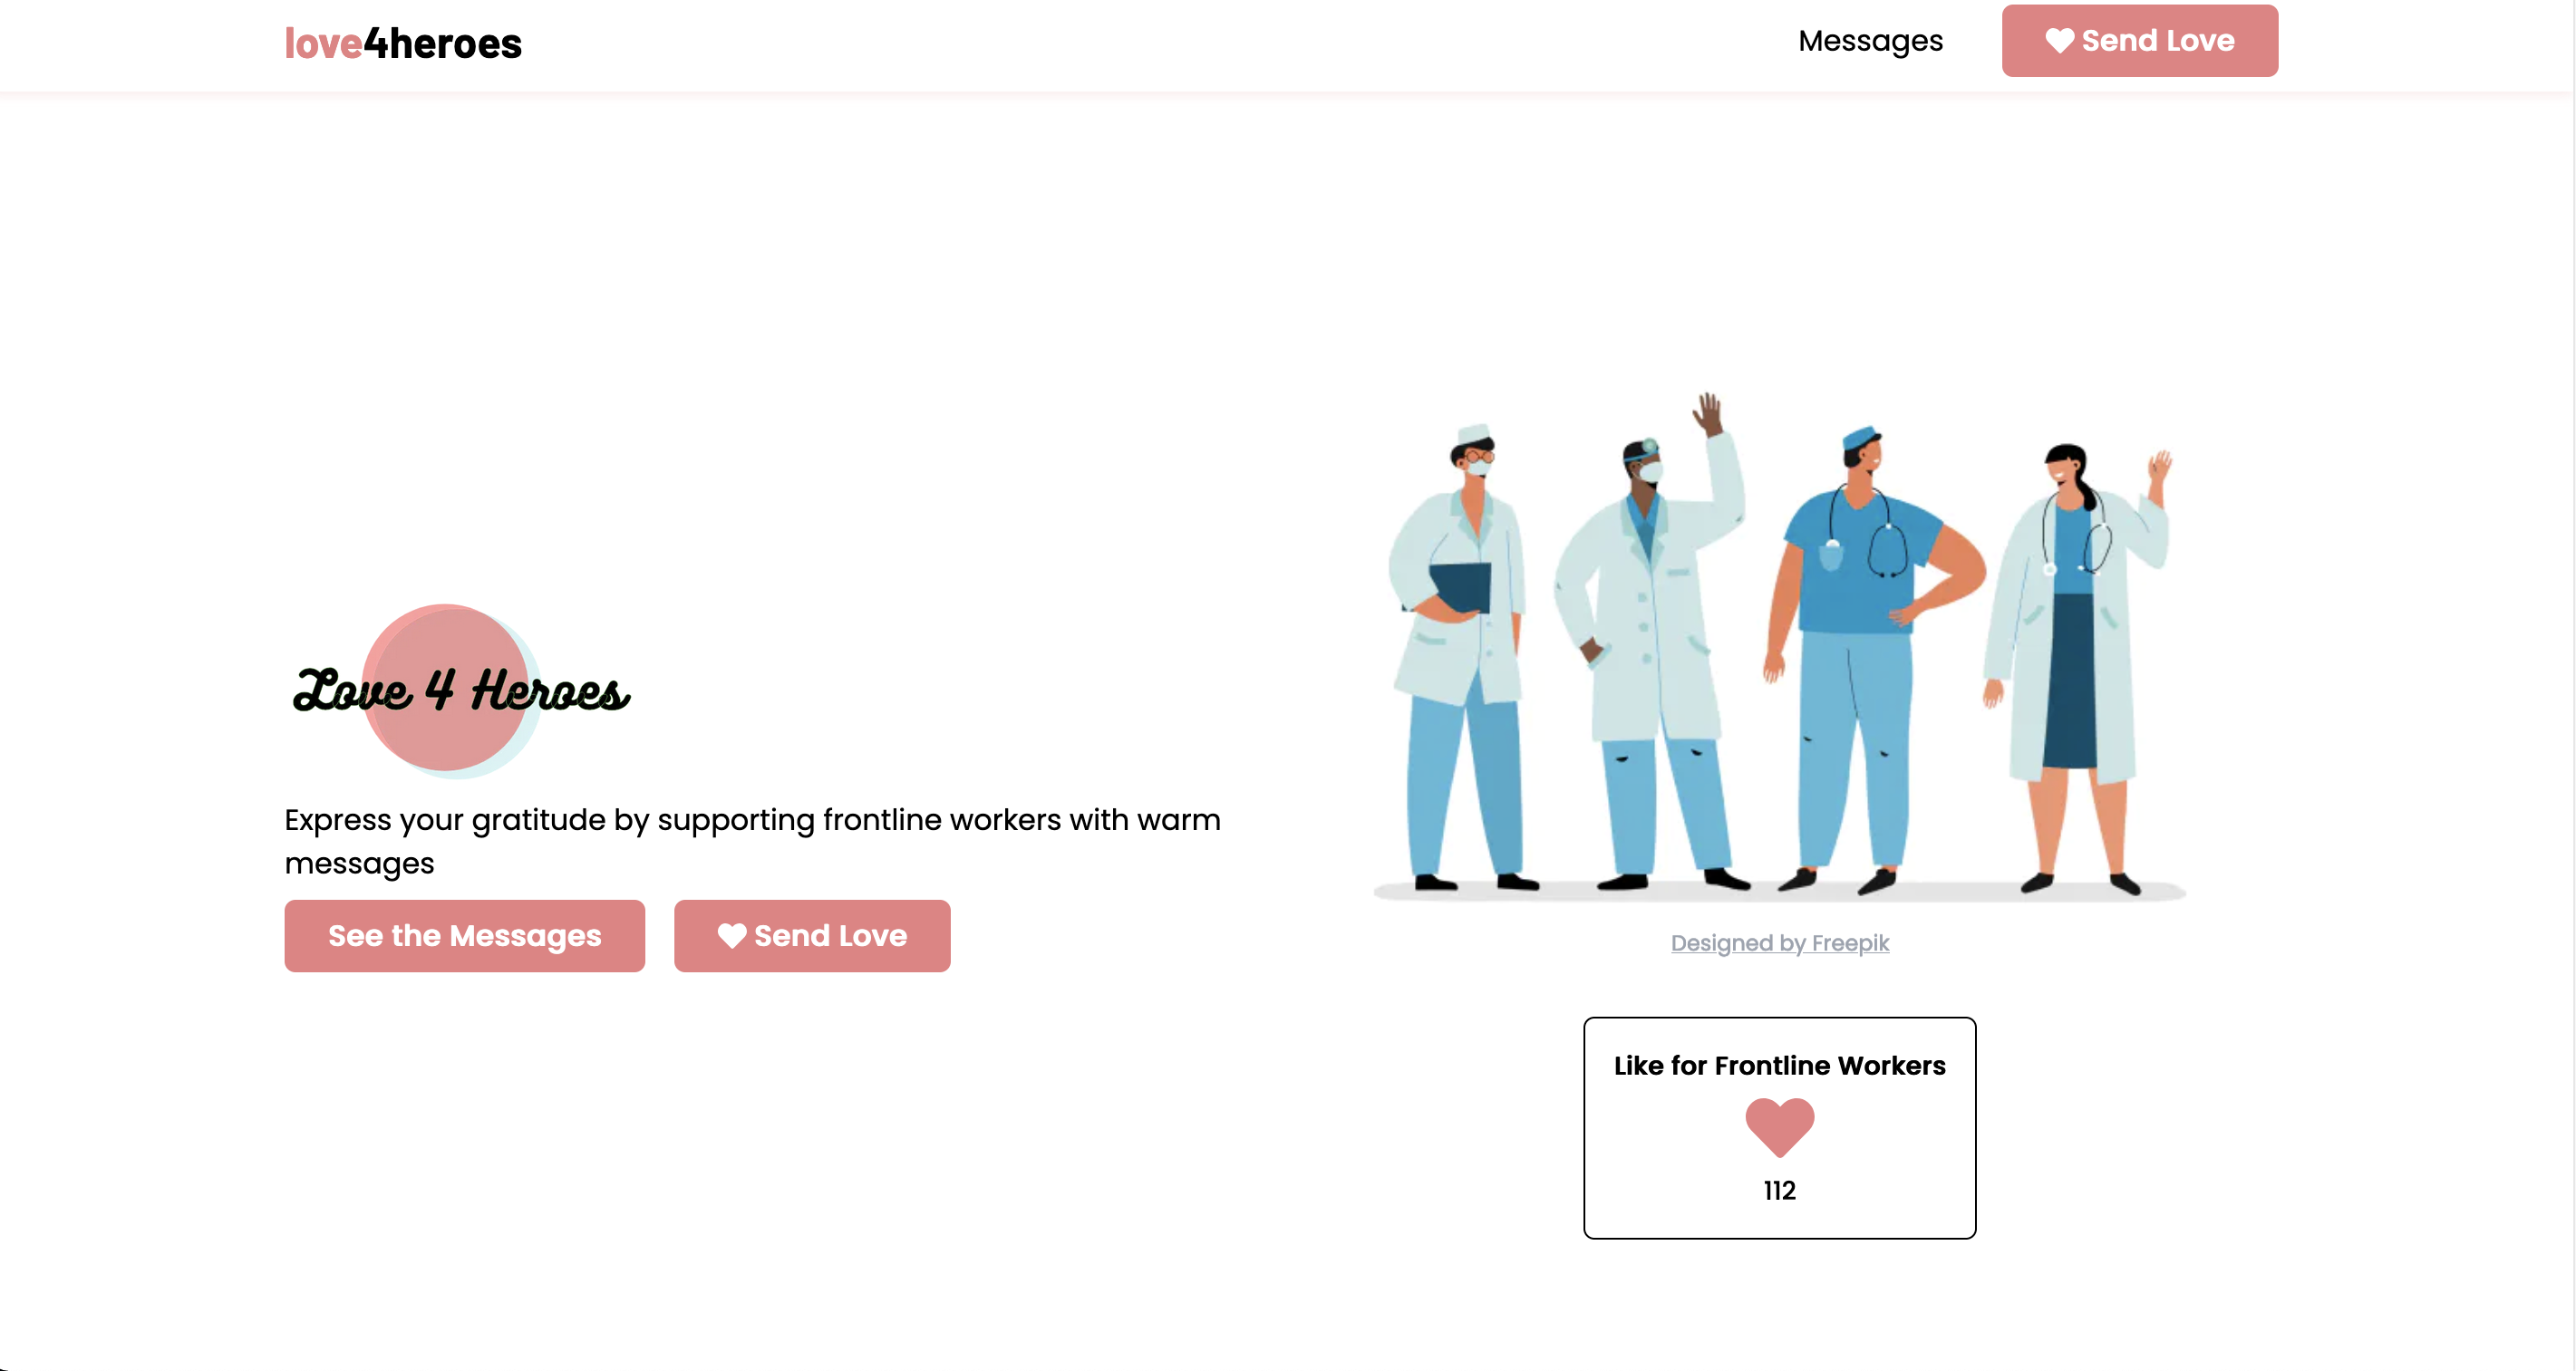 love4heroes
Messages
Send Love
Love 4 Heroes
Express your gratitude by supporting frontline workers with warm
messages
See the Messages
Send Love
Designed by Freepik
Like for Frontline Workers
112